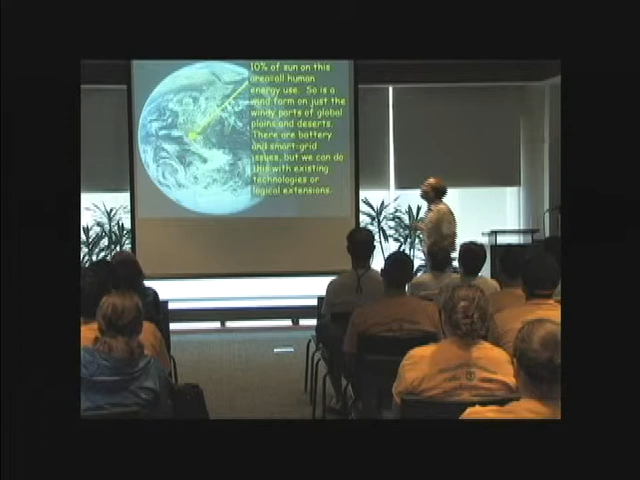 10% of sun on this
area=all human
energy use.  So is a
wind farm on just the
windy parts of global
plains and deserts.
There are battery
and smart-grid
issues, but we can do
this with existing
technologies or
logical extensions.